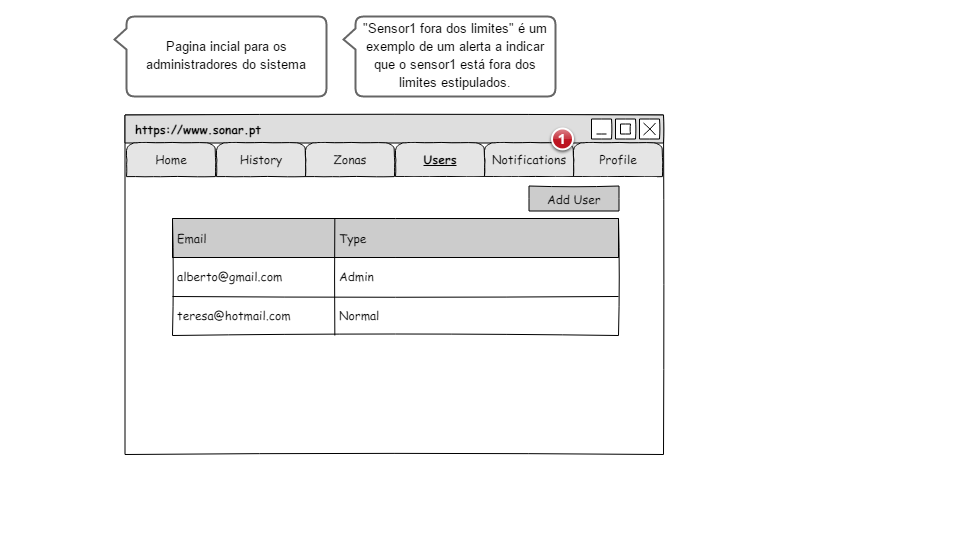 Pagina incial para os
administradores do sistema
"Sensor1 fora dos limites" é um
exemplo de um alerta a indicar
que o sensor1 está fora dos
limites estipulados.
https://www.sonar.pt
1
Home History Zonas Users Notifications Profile
Add User
Email Type
alberto@gmail.com Admin
teresa@hotmail.com Normal